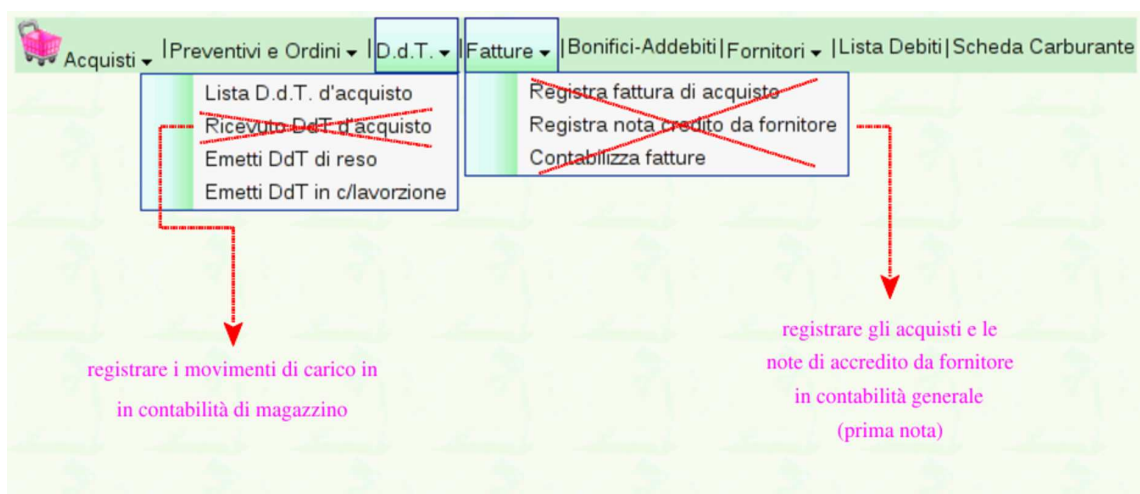 Acquisti |Preventivi e Ordini |D.d.T. |Fatture |Bonifici-Addebiti|Fornitori |Lista Debiti|Scheda Carburante
Lista D.d.T. d'acquisto
Ricevuto DdT d'acquisto
Emetti DdT di reso
Emetti DdT in c/lavorzione
Registra fattura di acquisto
Registra nota credito da fornitore
Contabilizza fatture
registrare i movimenti di carico in
in contabilità di magazzino
registrare gli acquisti e le
note di accredito da fornitore
in contabilità generale
(prima nota)